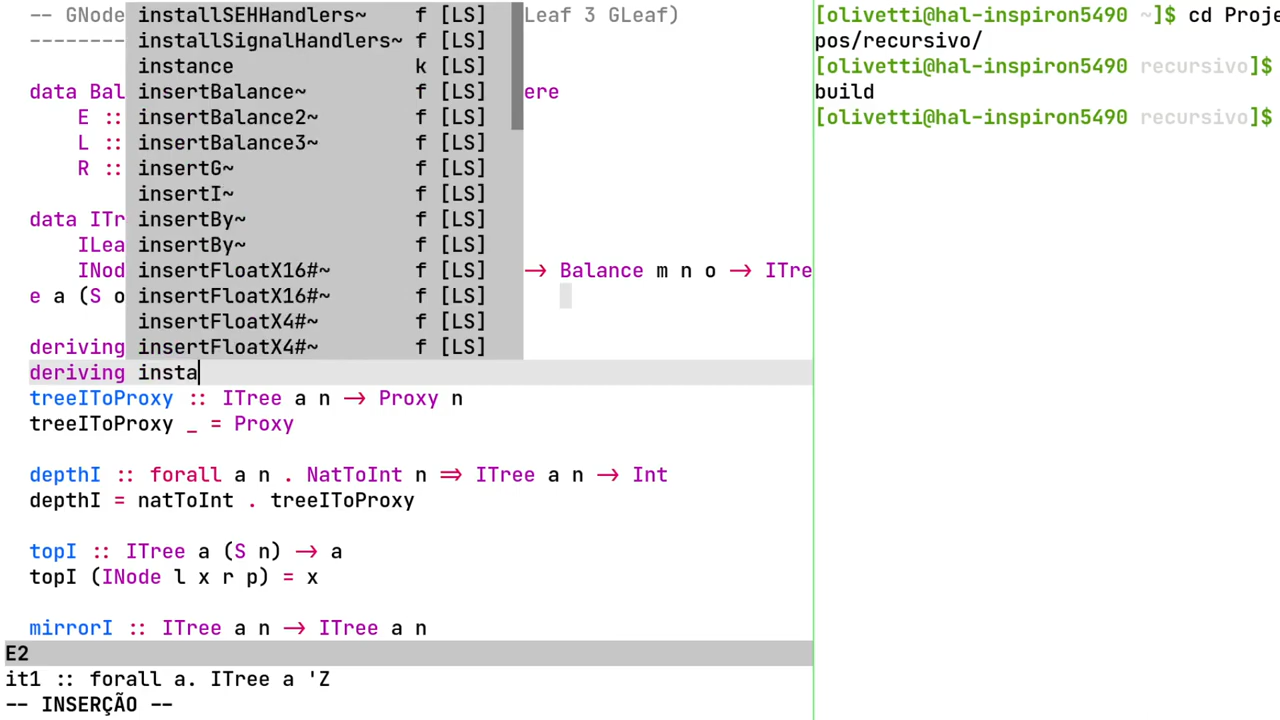 -- GNode
Leaf 3 GLeaf)
--------
data Bal
ere
E ::
L ::
R ::
data ITr
ILea
INod
-> Balance m n o -> ITre
e a (S o
deriving
deriving insta
installSEHHandlers~ f [LS]
installSignalHandlers~ f [LS]
instance k [LS]
insertBalance~ f [LS]
insertBalance2~ f [LS]
insertBalance3~ f [LS]
insertG~ f [LS]
insertI~ f [LS]
insertBy~ f [LS]
insertBy~ f [LS]
insertFloatX16#~ f [LS]
insertFloatX16#~ f [LS]
insertFloatX4#~ f [LS]
insertFloatX4#~ f [LS]
treeIToProxy :: ITree a n -> Proxy n
treeIToProxy _ = Proxy
depthI :: forall a n . NatToInt n => ITree a n -> Int
depthI = natToInt . treeIToProxy
topI :: ITree a (S n) -> a
topI (INode l x r p) = x
mirrorI :: ITree a n -> ITree a n
E2
it1 :: forall a. ITree a 'Z
-- INSERÇÃO --
[olivetti@hal-inspiron5490 ~]$ cd Proje
pos/recursivo/
[olivetti@hal-inspiron5490 recursivo]$
build
[olivetti@hal-inspiron5490 recursivo]$